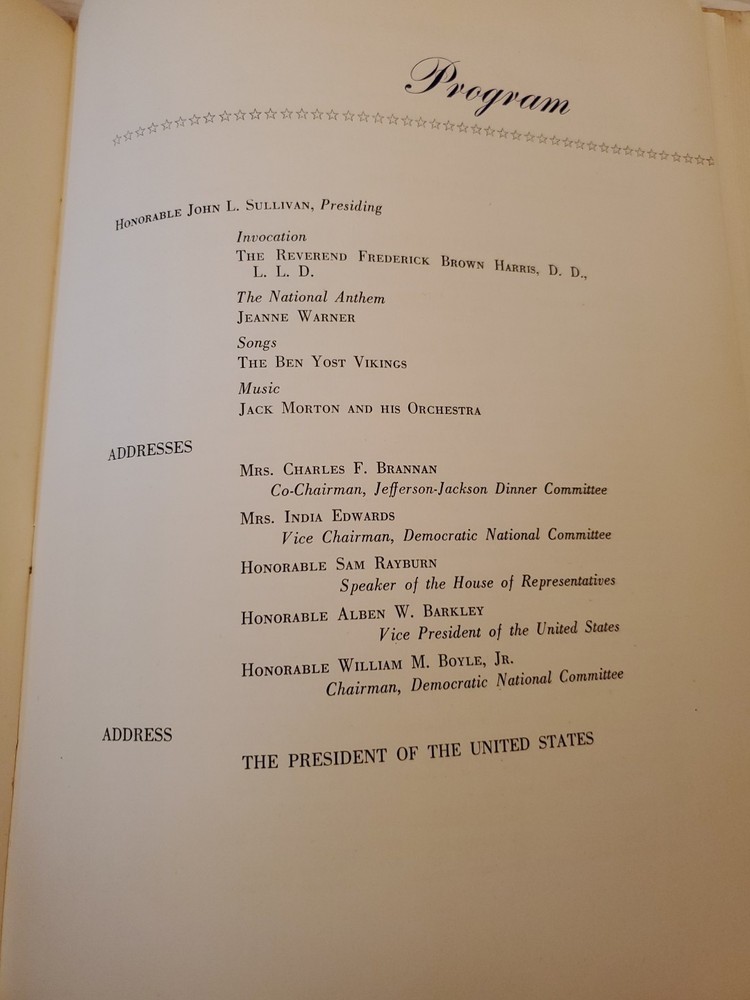 Program
HONORABLE JOHN L. SULLIVAN, Presiding
Invocation
THE REVEREND FREDERICK BROWN HARRIS, D. D.,
L. L. D.
The National Anthem
JEANNE WARNER
Songs
THE BEN YOST VIKINGS
Music
JACK MORTON AND HIS ORCHESTRA
ADDRESSES
MRS. CHARLES F. BRANNAN
Co-Chairman, Jefferson-Jackson Dinner Committee
MRS. INDIA EDWARDS
Vice Chairman, Democratic National Committee
HONORABLE SAM RAYBURN
Speaker of the House of Representatives
HONORABLE ALBEN W. BARKLEY
Vice President of the United States
HONORABLE WILLIAM M. BOYLE, JR.
Chairman, Democratic National Committee
ADDRESS
THE PRESIDENT OF THE UNITED STATES